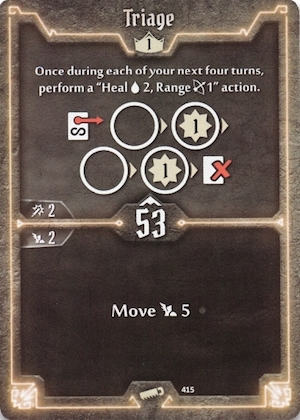 Triage
1
Once during each of your next four turns,
perform a “Heal 2, Range 1” action.
S 1
1
2
53
2
Move 5
415